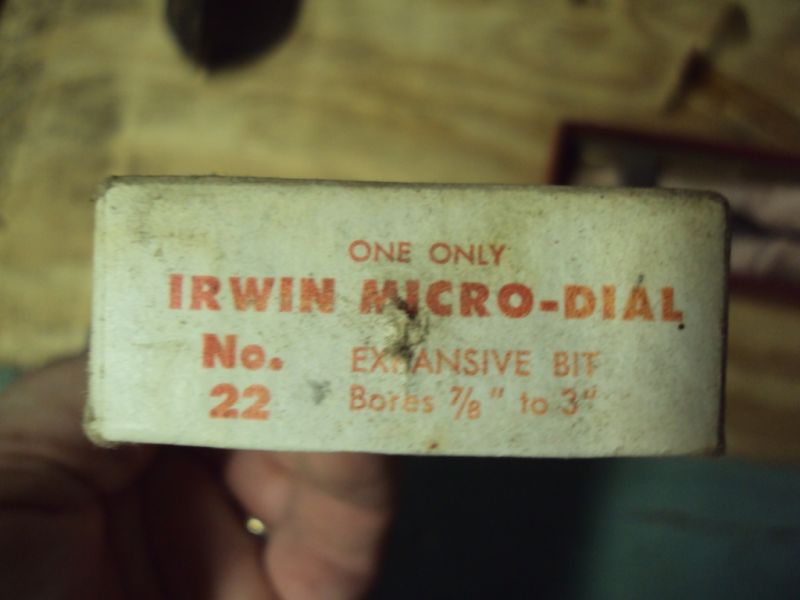 ONE ONLY
IRWIN MICRO-DIAL
No. 22
EXPANSIVE BIT
Bores 7/8" to 3"